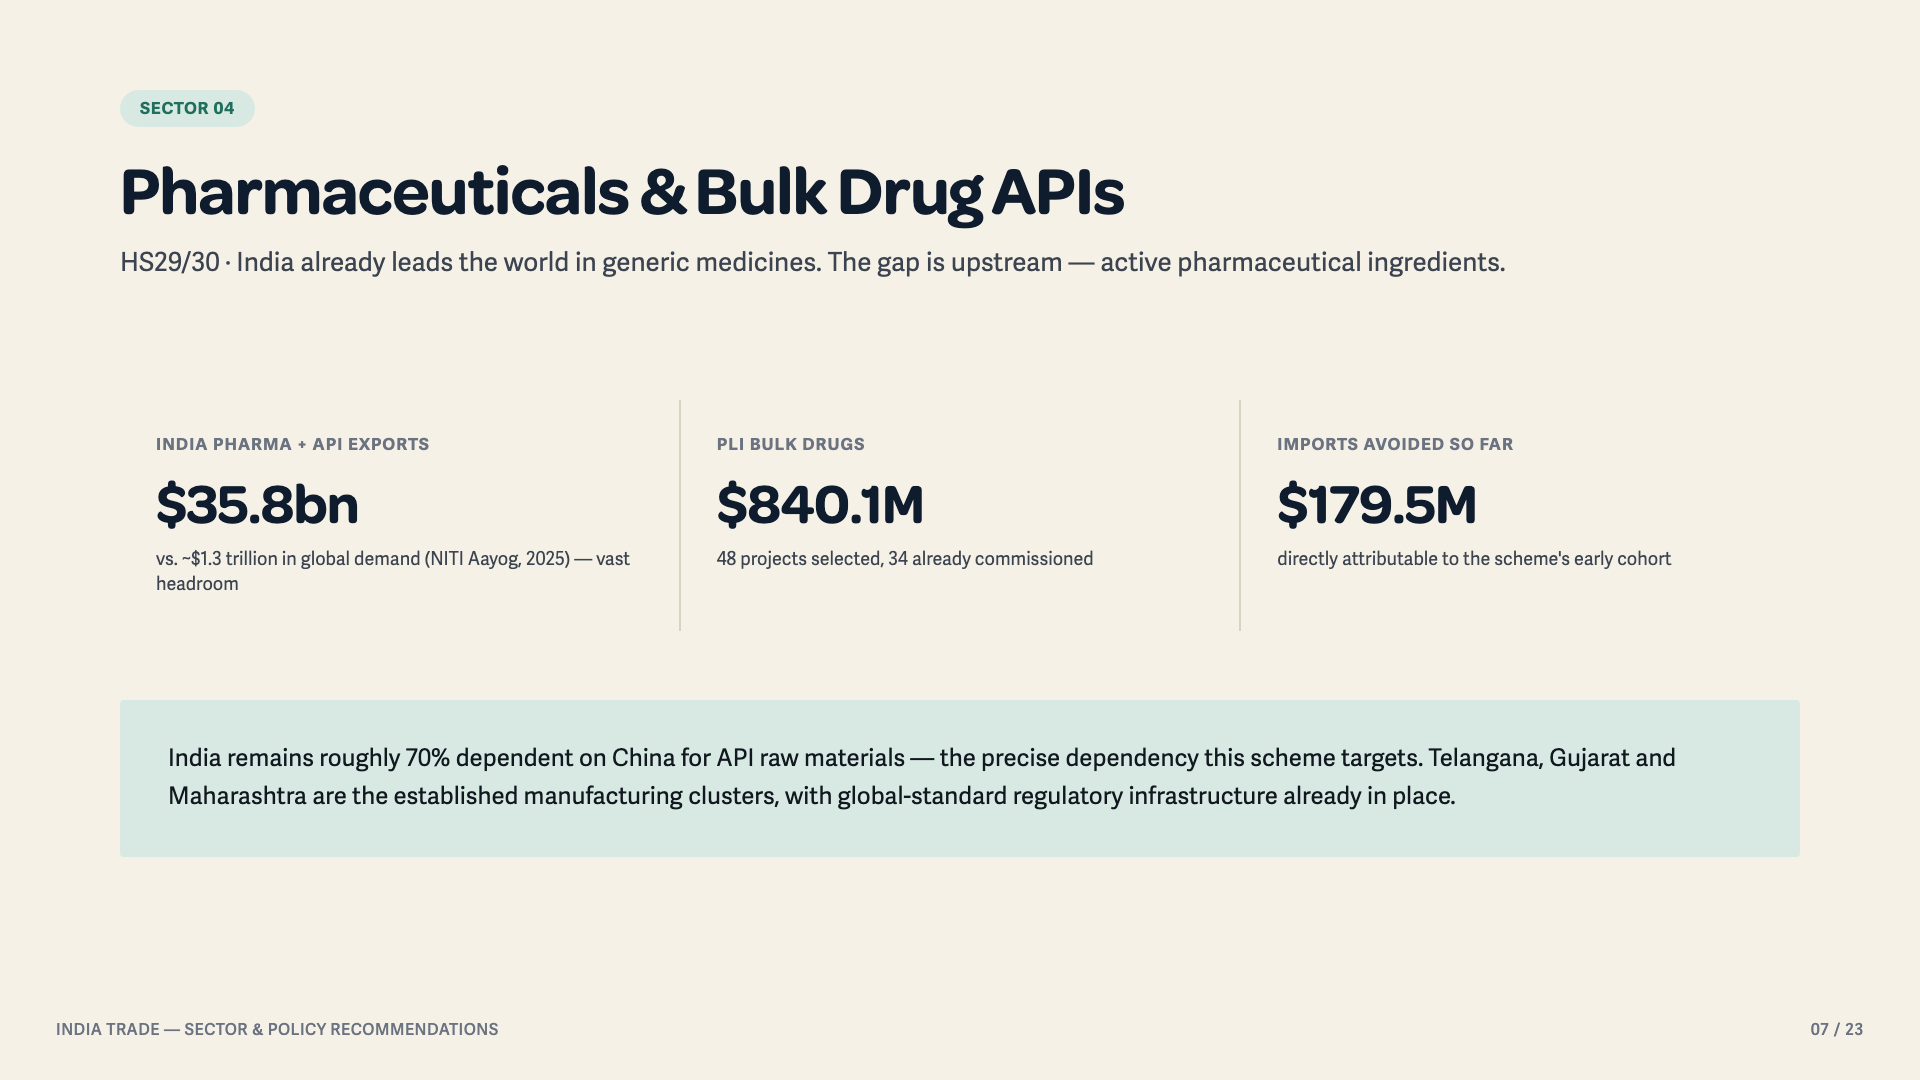 SECTOR 04
Pharmaceuticals & Bulk Drug APIs
HS29/30 · India already leads the world in generic medicines. The gap is upstream — active pharmaceutical ingredients.
INDIA PHARMA + API EXPORTS
$35.8bn
vs. ~$1.3 trillion in global demand (NITI Aayog, 2025) — vast
headroom
PLI BULK DRUGS
$840.1M
48 projects selected, 34 already commissioned
IMPORTS AVOIDED SO FAR
$179.5M
directly attributable to the scheme's early cohort
India remains roughly 70% dependent on China for API raw materials — the precise dependency this scheme targets. Telangana, Gujarat and
Maharashtra are the established manufacturing clusters, with global-standard regulatory infrastructure already in place.
INDIA TRADE — SECTOR & POLICY RECOMMENDATIONS
07 / 23